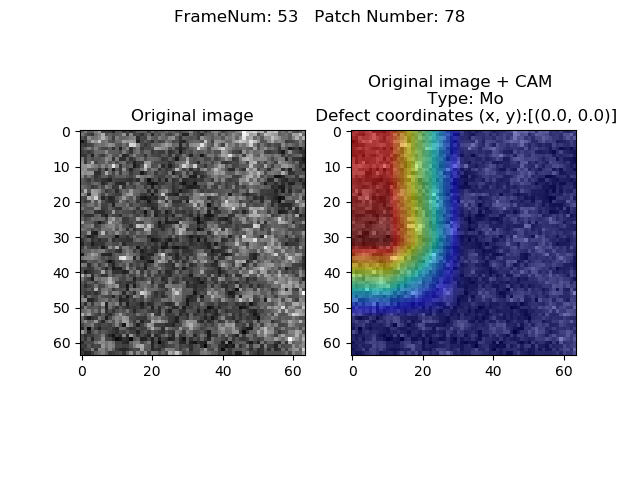 FrameNum: 53   Patch Number: 78
Original image
Original image + CAM
Type: Mo
Defect coordinates (x, y):[(0.0, 0.0)]
0
10
20
30
40
50
60
0 20 40 60
0
10
20
30
40
50
60
0 20 40 60